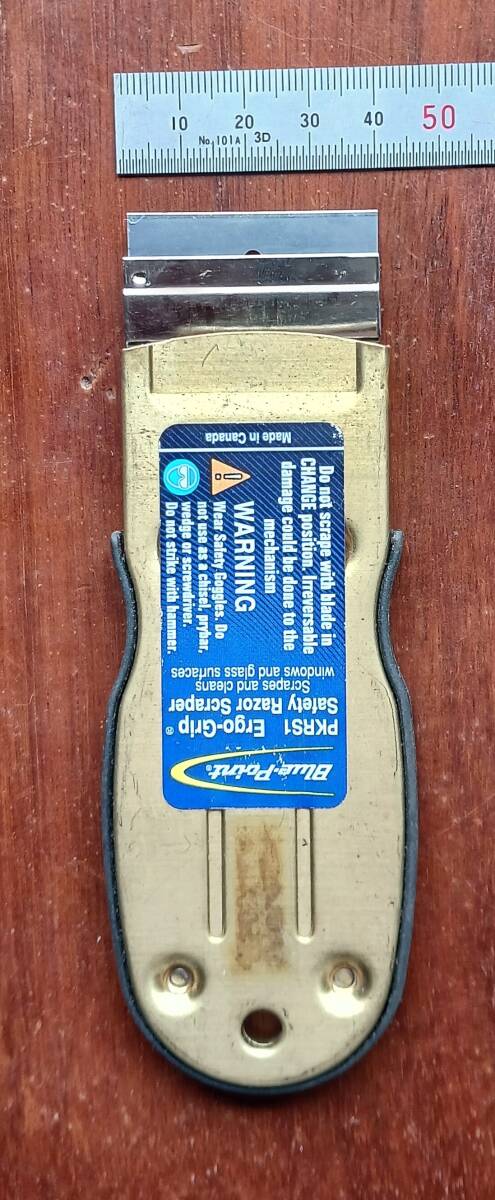 10 20 30 40 50
No.101A 3D
Made in Canada
Do not scrape with blade in
CHANGE position. Irreversable
damage could be done to the
mechanism
WARNING
Wear Safety Goggles. Do
not use as a chisel, prybar,
wedge or screwdriver.
Do not strike with hammer.
Blue-Point®
PKRS1 Ergo-Grip®
Safety Razor Scraper
Scrapes and cleans
windows and glass surfaces